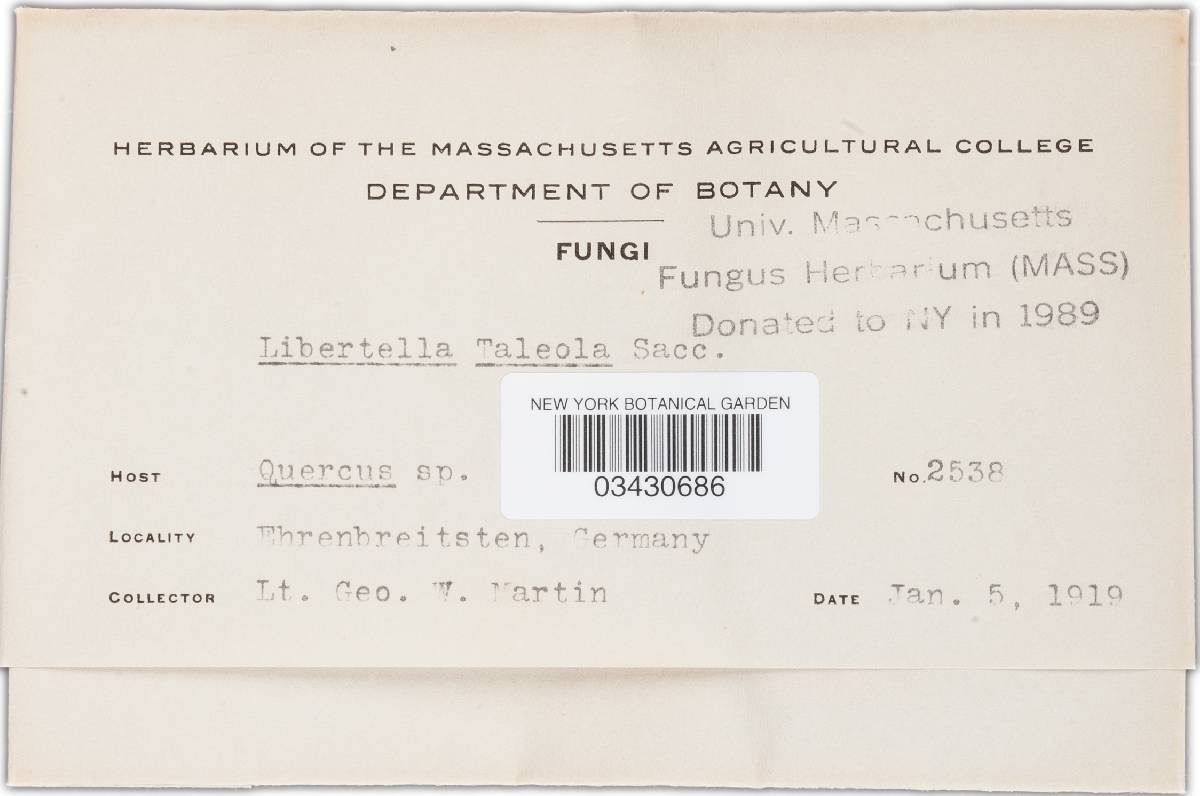 HERBARIUM OF THE MASSACHUSETTS AGRICULTURAL COLLEGE
DEPARTMENT OF BOTANY
Univ. Massachusetts
FUNGI
Fungus Herbarium (MASS)
Donated to NY in 1989
Libertella Taleola Sacc.
NEW YORK BOTANICAL GARDEN
03430686
HOST Quercus sp. No. 2538
LOCALITY Ehrenbreitsten, Germany
COLLECTOR Lt. Geo. W. Martin DATE Jan. 5, 1919